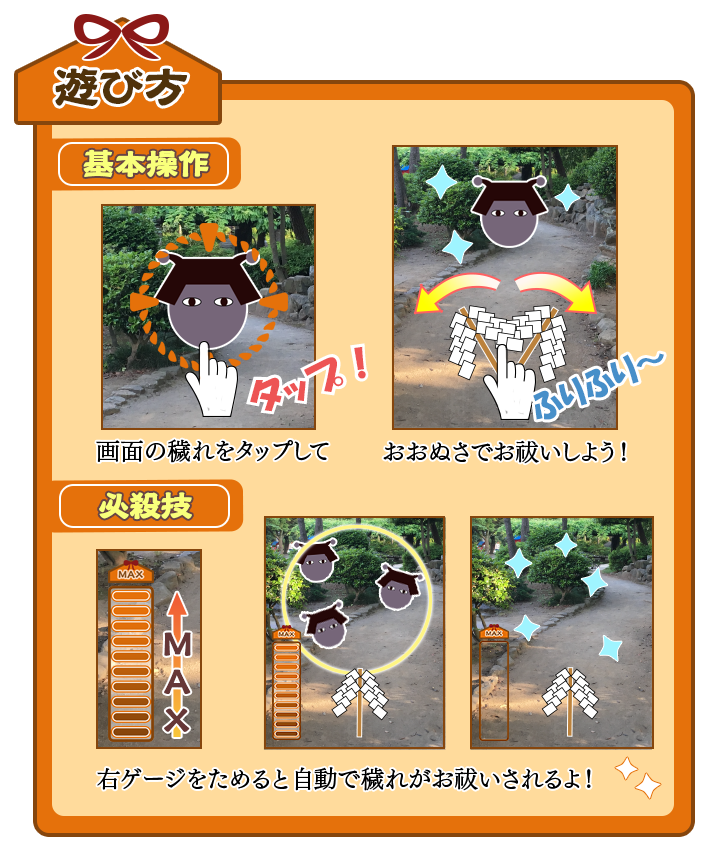 遊び方
基本操作
タップ！
ふりふり～
画面の穢れをタップして
おおぬさでお祓いしよう！
必殺技
MAX
MAX
MAX
MAX
右ゲージをためると自動で穢れがお祓いされるよ！